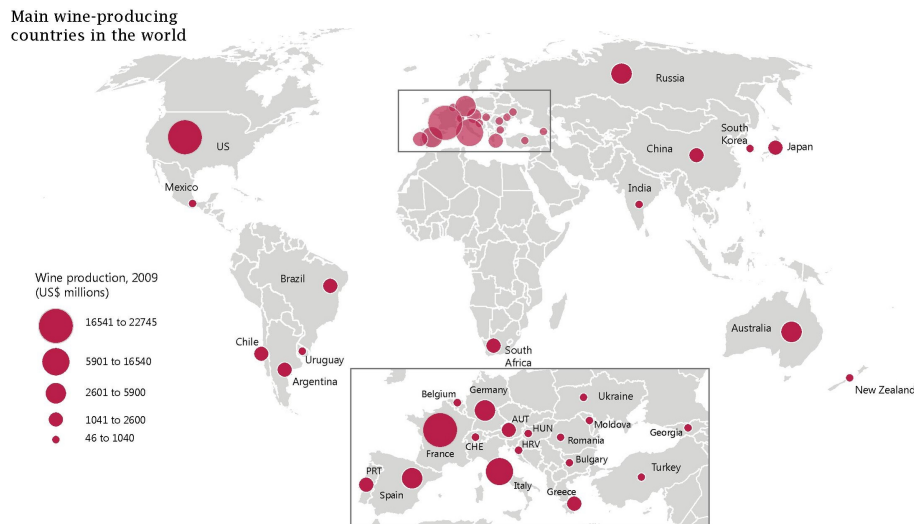 Main wine-producing
countries in the world
Russia
US
South
Korea
China
Japan
Mexico
India
Brazil
Wine production, 2009
(US$ millions)
16541 to 22745
5901 to 16540
2601 to 5900
1041 to 2600
46 to 1040
Australia
Chile
Uruguay
Argentina
South
Africa
New Zealand
Belgium
Germany
Ukraine
AUT
HUN
Moldova
Georgia
CHE
HRV
Romania
France
Bulgary
PRT
Spain
Italy
Greece
Turkey